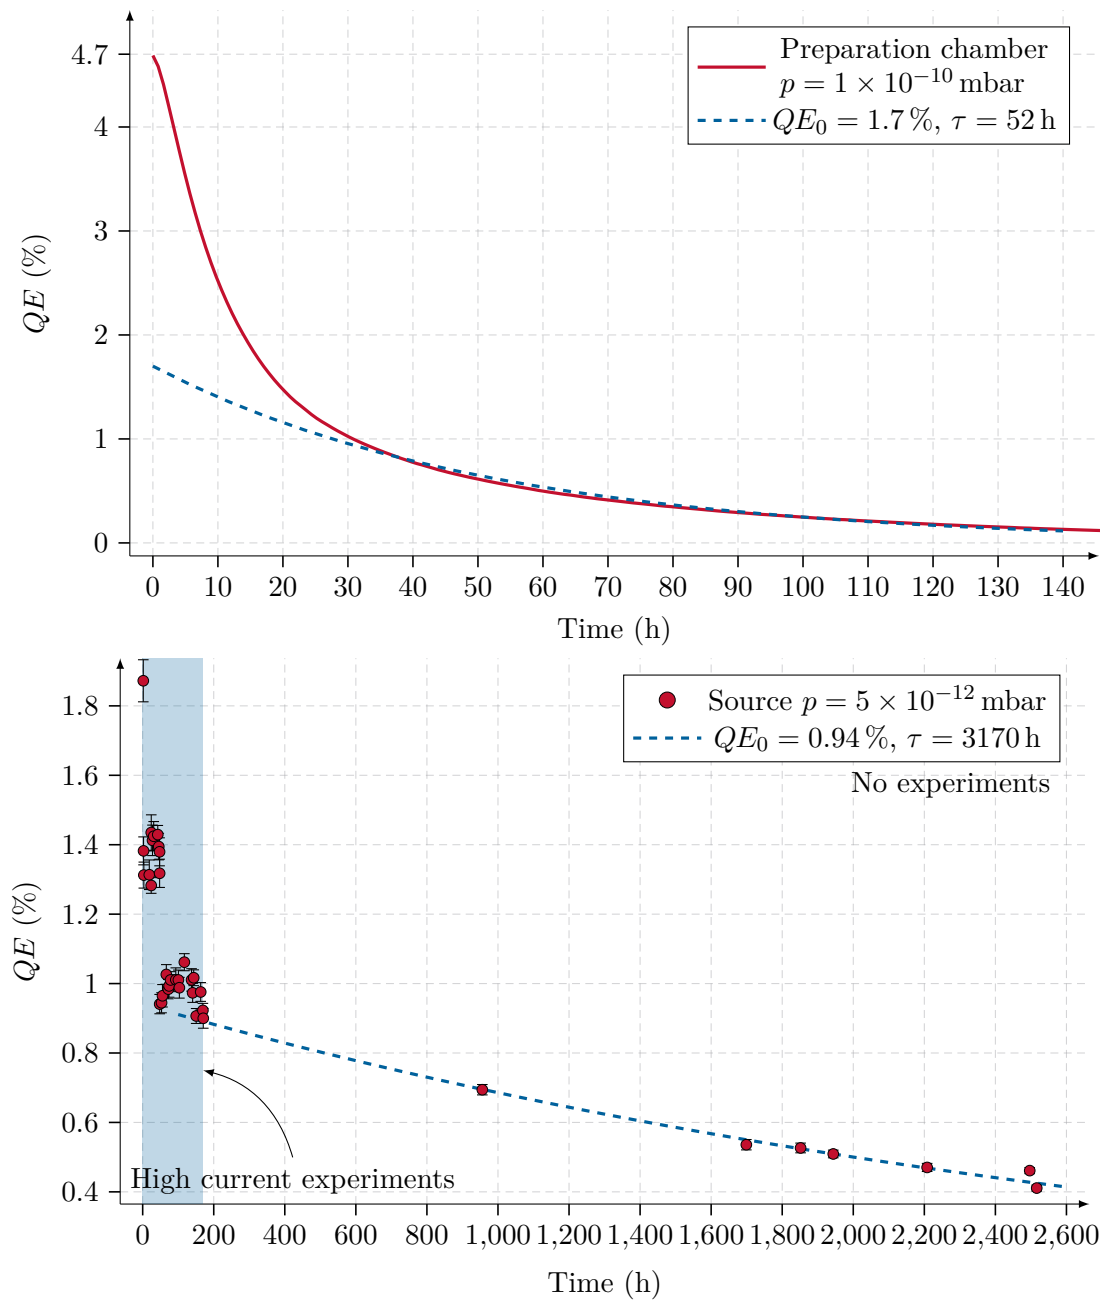 4.7
4
3
2
1
0
QE (%)
Preparation chamber
p = 1 × 10⁻¹⁰ mbar
QE₀ = 1.7 %, τ = 52 h
0 10 20 30 40 50 60 70 80 90 100 110 120 130 140
Time (h)
1.8
1.6
1.4
1.2
1
0.8
0.6
0.4
QE (%)
Source p = 5 × 10⁻¹² mbar
QE₀ = 0.94 %, τ = 3170 h
No experiments
High current experiments
0 200 400 600 800 1,000 1,200 1,400 1,600 1,800 2,000 2,200 2,400 2,600
Time (h)